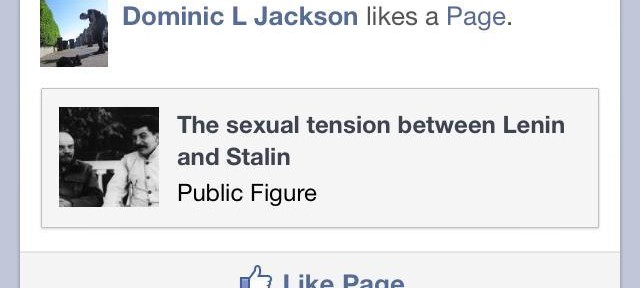 Dominic L Jackson likes a Page.
The sexual tension between Lenin
and Stalin
Public Figure
Like Page